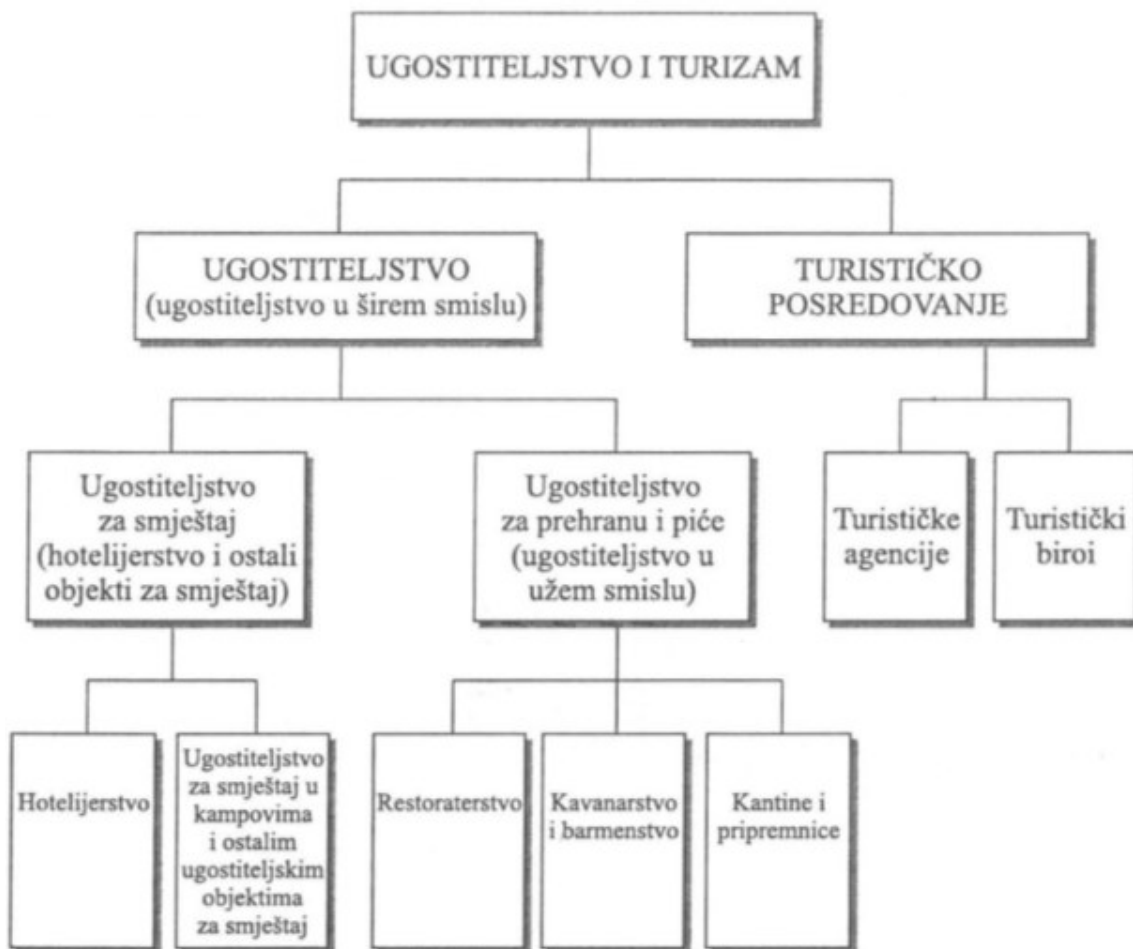 UGOSTITELJSTVO I TURIZAM
UGOSTITELJSTVO
(ugostiteljstvo u širem smislu)
TURISTIČKO
POSREDOVANJE
Ugostiteljstvo
za smještaj
(hotelijerstvo i ostali
objekti za smještaj)
Ugostiteljstvo
za prehranu i piće
(ugostiteljstvo u
užem smislu)
Turističke
agencije
Turistički
biroi
Hotelijerstvo
Ugostiteljstvo
za smještaj u
kampovima
i ostalim
ugostiteljskim
objektima
za smještaj
Restoraterstvo
Kavanarstvo
i barmenstvo
Kantine i
pripremnice